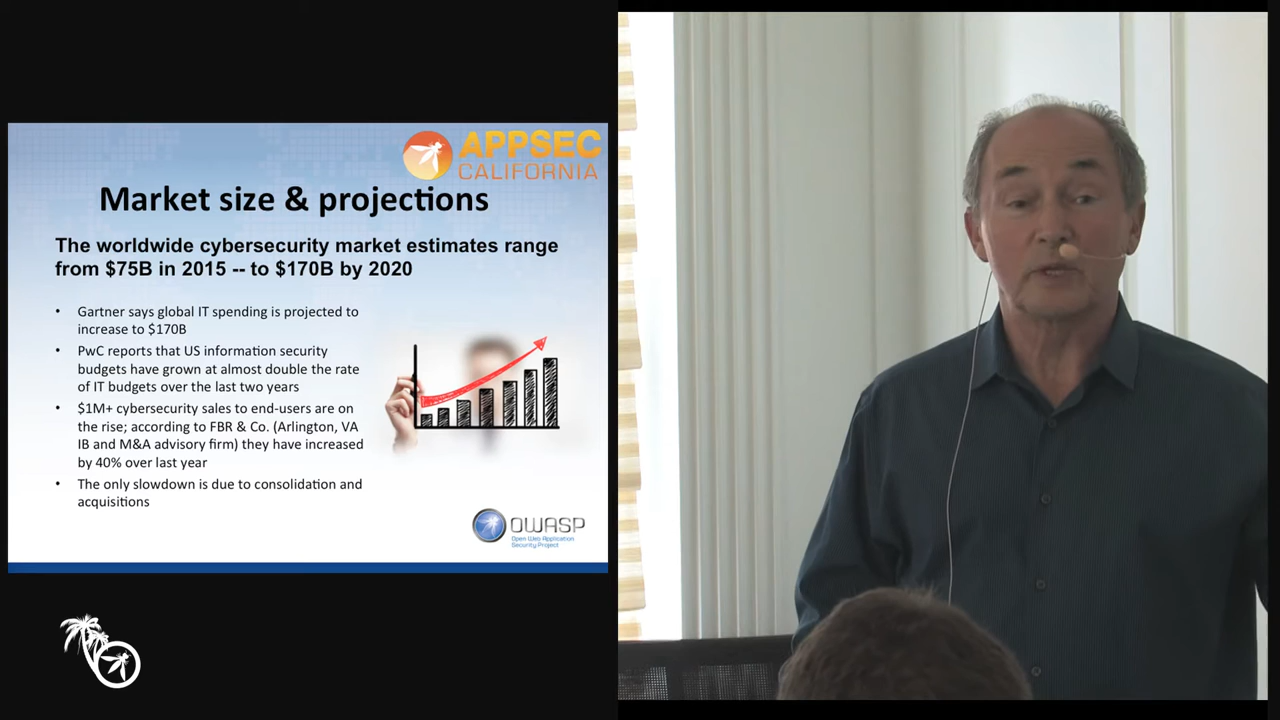 APPSEC
CALIFORNIA
Market size & projections
The worldwide cybersecurity market estimates range
from $75B in 2015 -- to $170B by 2020
• Gartner says global IT spending is projected to
increase to $170B
• PwC reports that US information security
budgets have grown at almost double the rate
of IT budgets over the last two years
• $1M+ cybersecurity sales to end-users are on
the rise; according to FBR & Co. (Arlington, VA
IB and M&A advisory firm) they have increased
by 40% over last year
• The only slowdown is due to consolidation and
acquisitions
OWASP
Open Web Application
Security Project